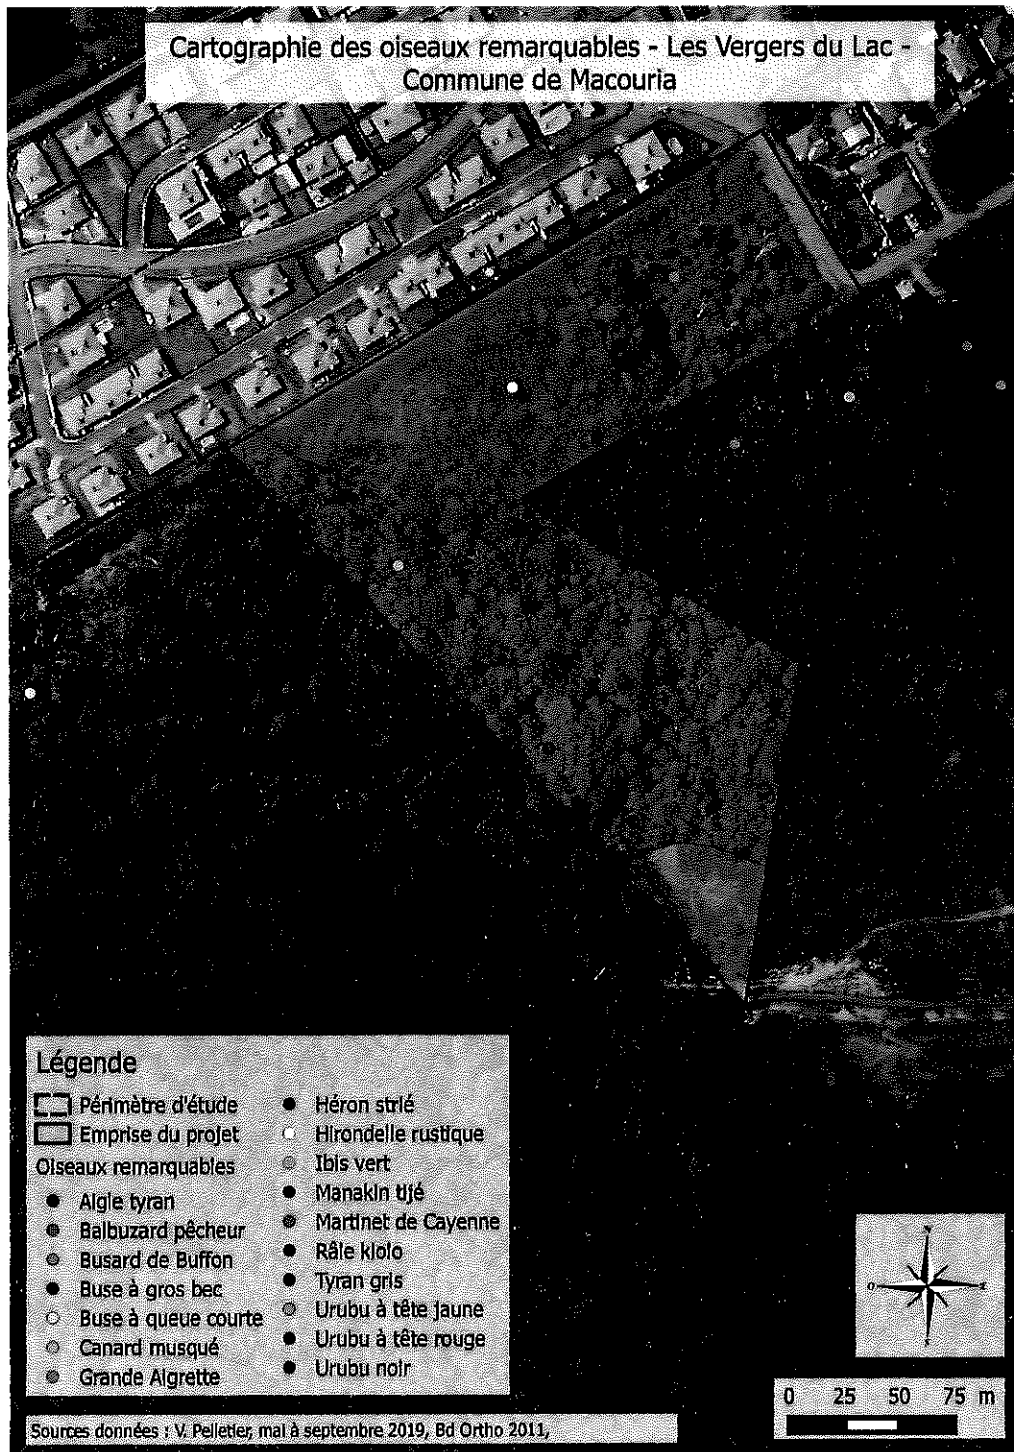 Cartographie des oiseaux remarquables - Les Vergers du Lac -
Commune de Macouria
Légende
Périmètre d'étude
Emprise du projet
Oiseaux remarquables
Aigle tyran
Balbuzard pêcheur
Busard de Buffon
Buse à gros bec
Buse à queue courte
Canard musqué
Grande Aigrette
Héron strié
Hirondelle rustique
Ibis vert
Manakin tijé
Martinet de Cayenne
Râle kiolo
Tyran gris
Urubu à tête jaune
Urubu à tête rouge
Urubu noir
N
O E
S
0 25 50 75 m
Sources données : V. Pelletier, mai à septembre 2019, Bd Ortho 2011,